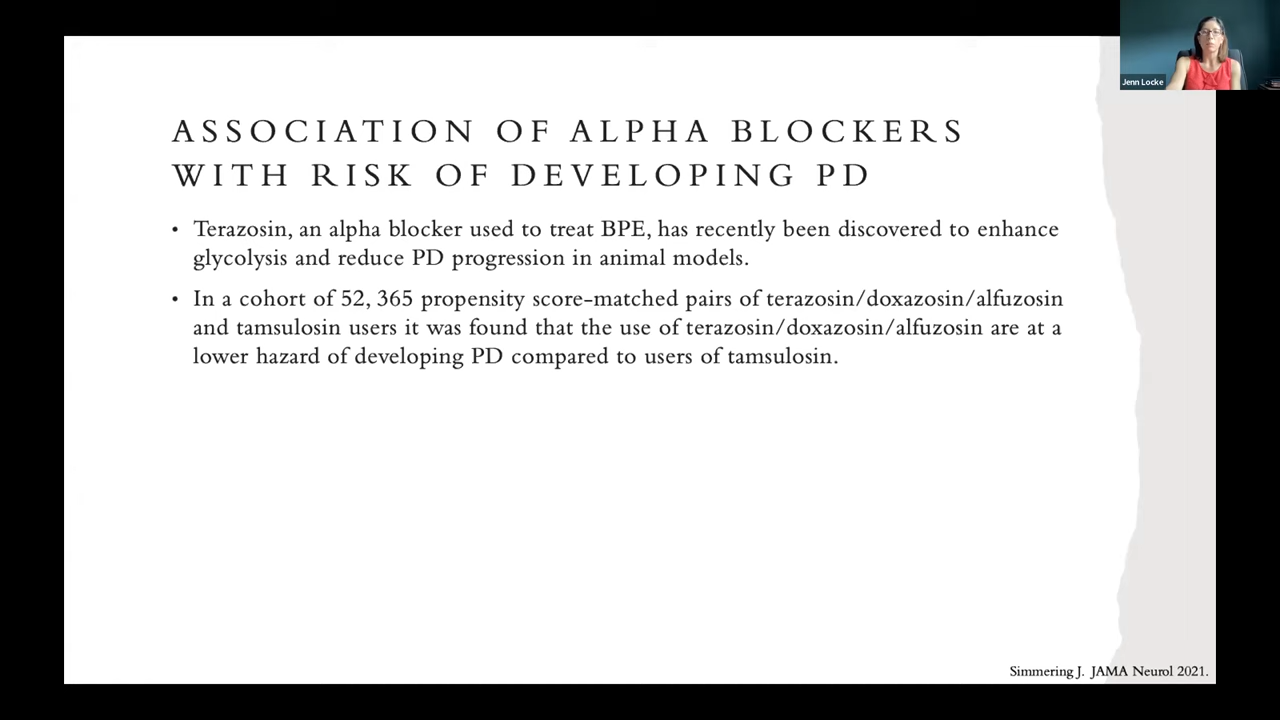 Jenn Locke
ASSOCIATION OF ALPHA BLOCKERS
WITH RISK OF DEVELOPING PD
• Terazosin, an alpha blocker used to treat BPE, has recently been discovered to enhance
glycolysis and reduce PD progression in animal models.
• In a cohort of 52, 365 propensity score-matched pairs of terazosin/doxazosin/alfuzosin
and tamsulosin users it was found that the use of terazosin/doxazosin/alfuzosin are at a
lower hazard of developing PD compared to users of tamsulosin.
Simmering J. JAMA Neurol 2021.